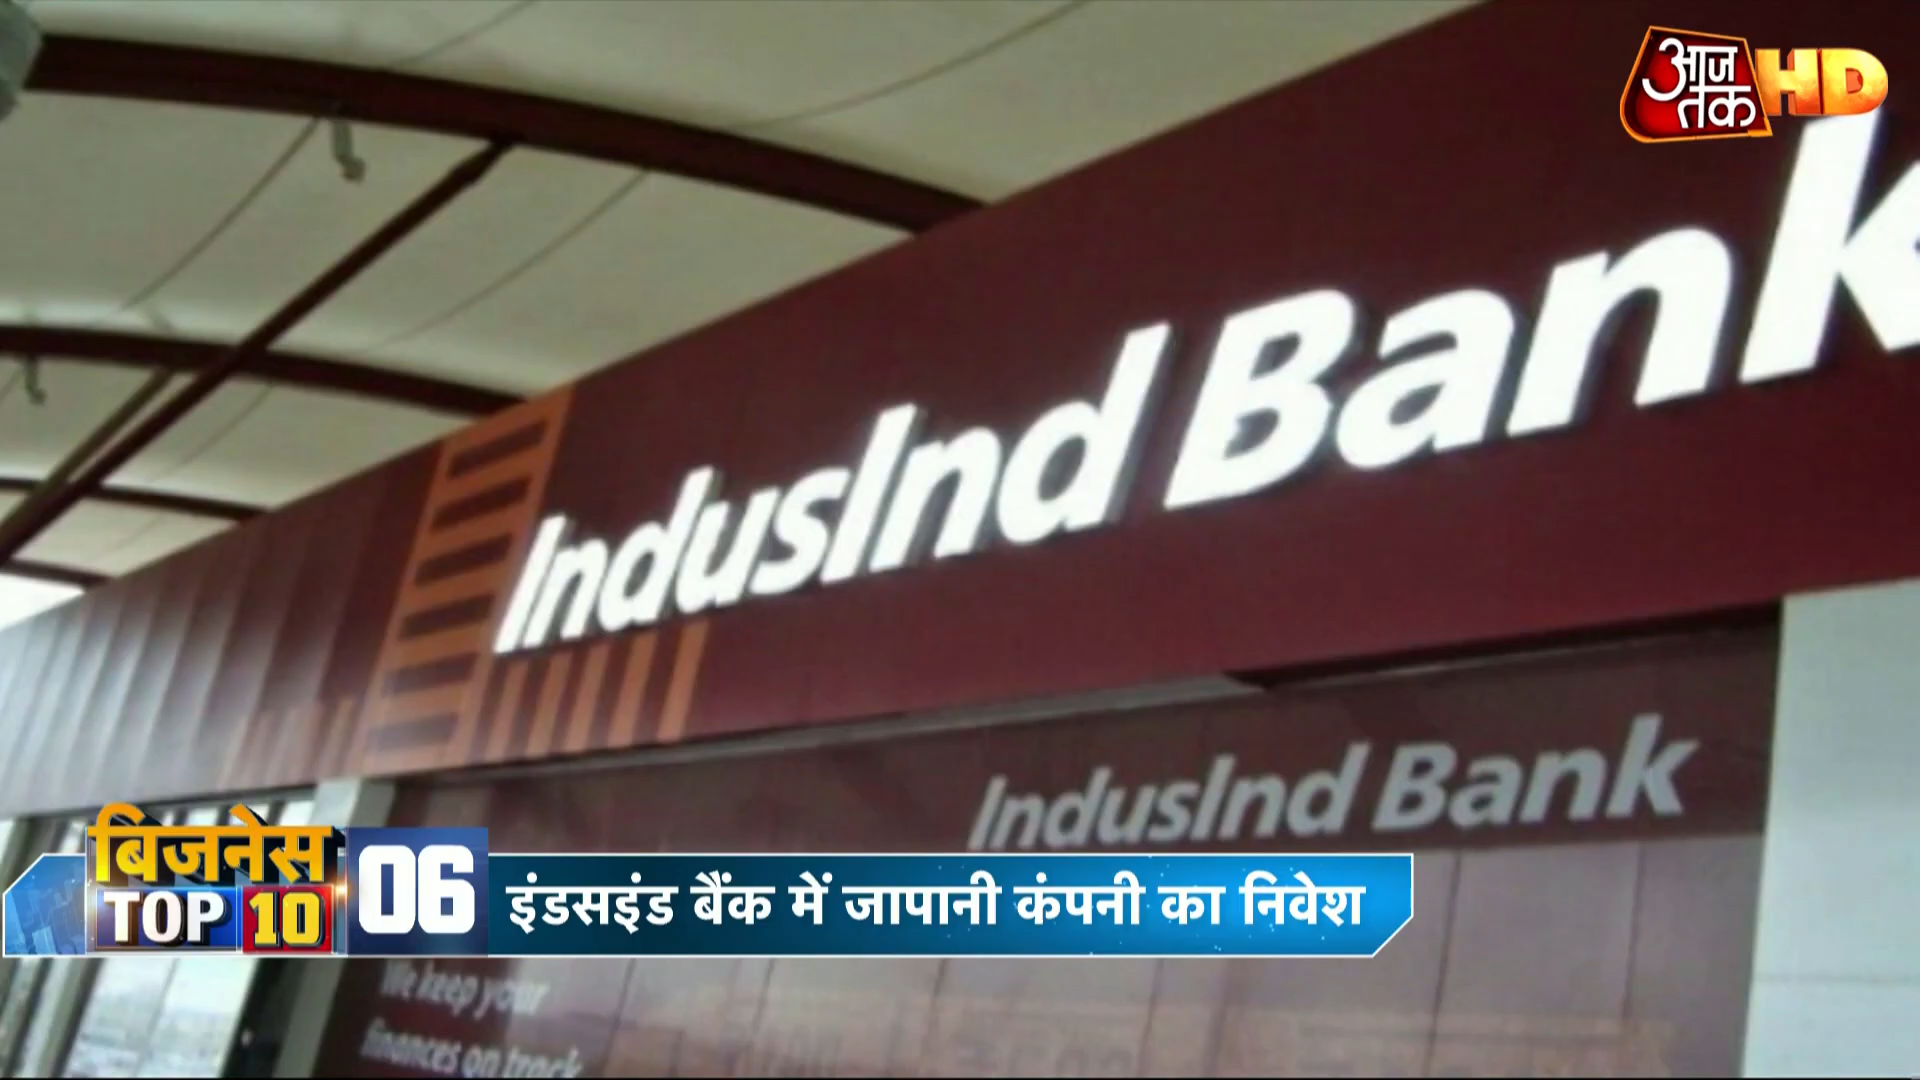 आज
तक HD
IndusInd Bank
IndusInd Bank
बिजनेस
TOP 10
06
इंडसइंड बैंक में जापानी कंपनी का निवेश
We keep your
finances on track